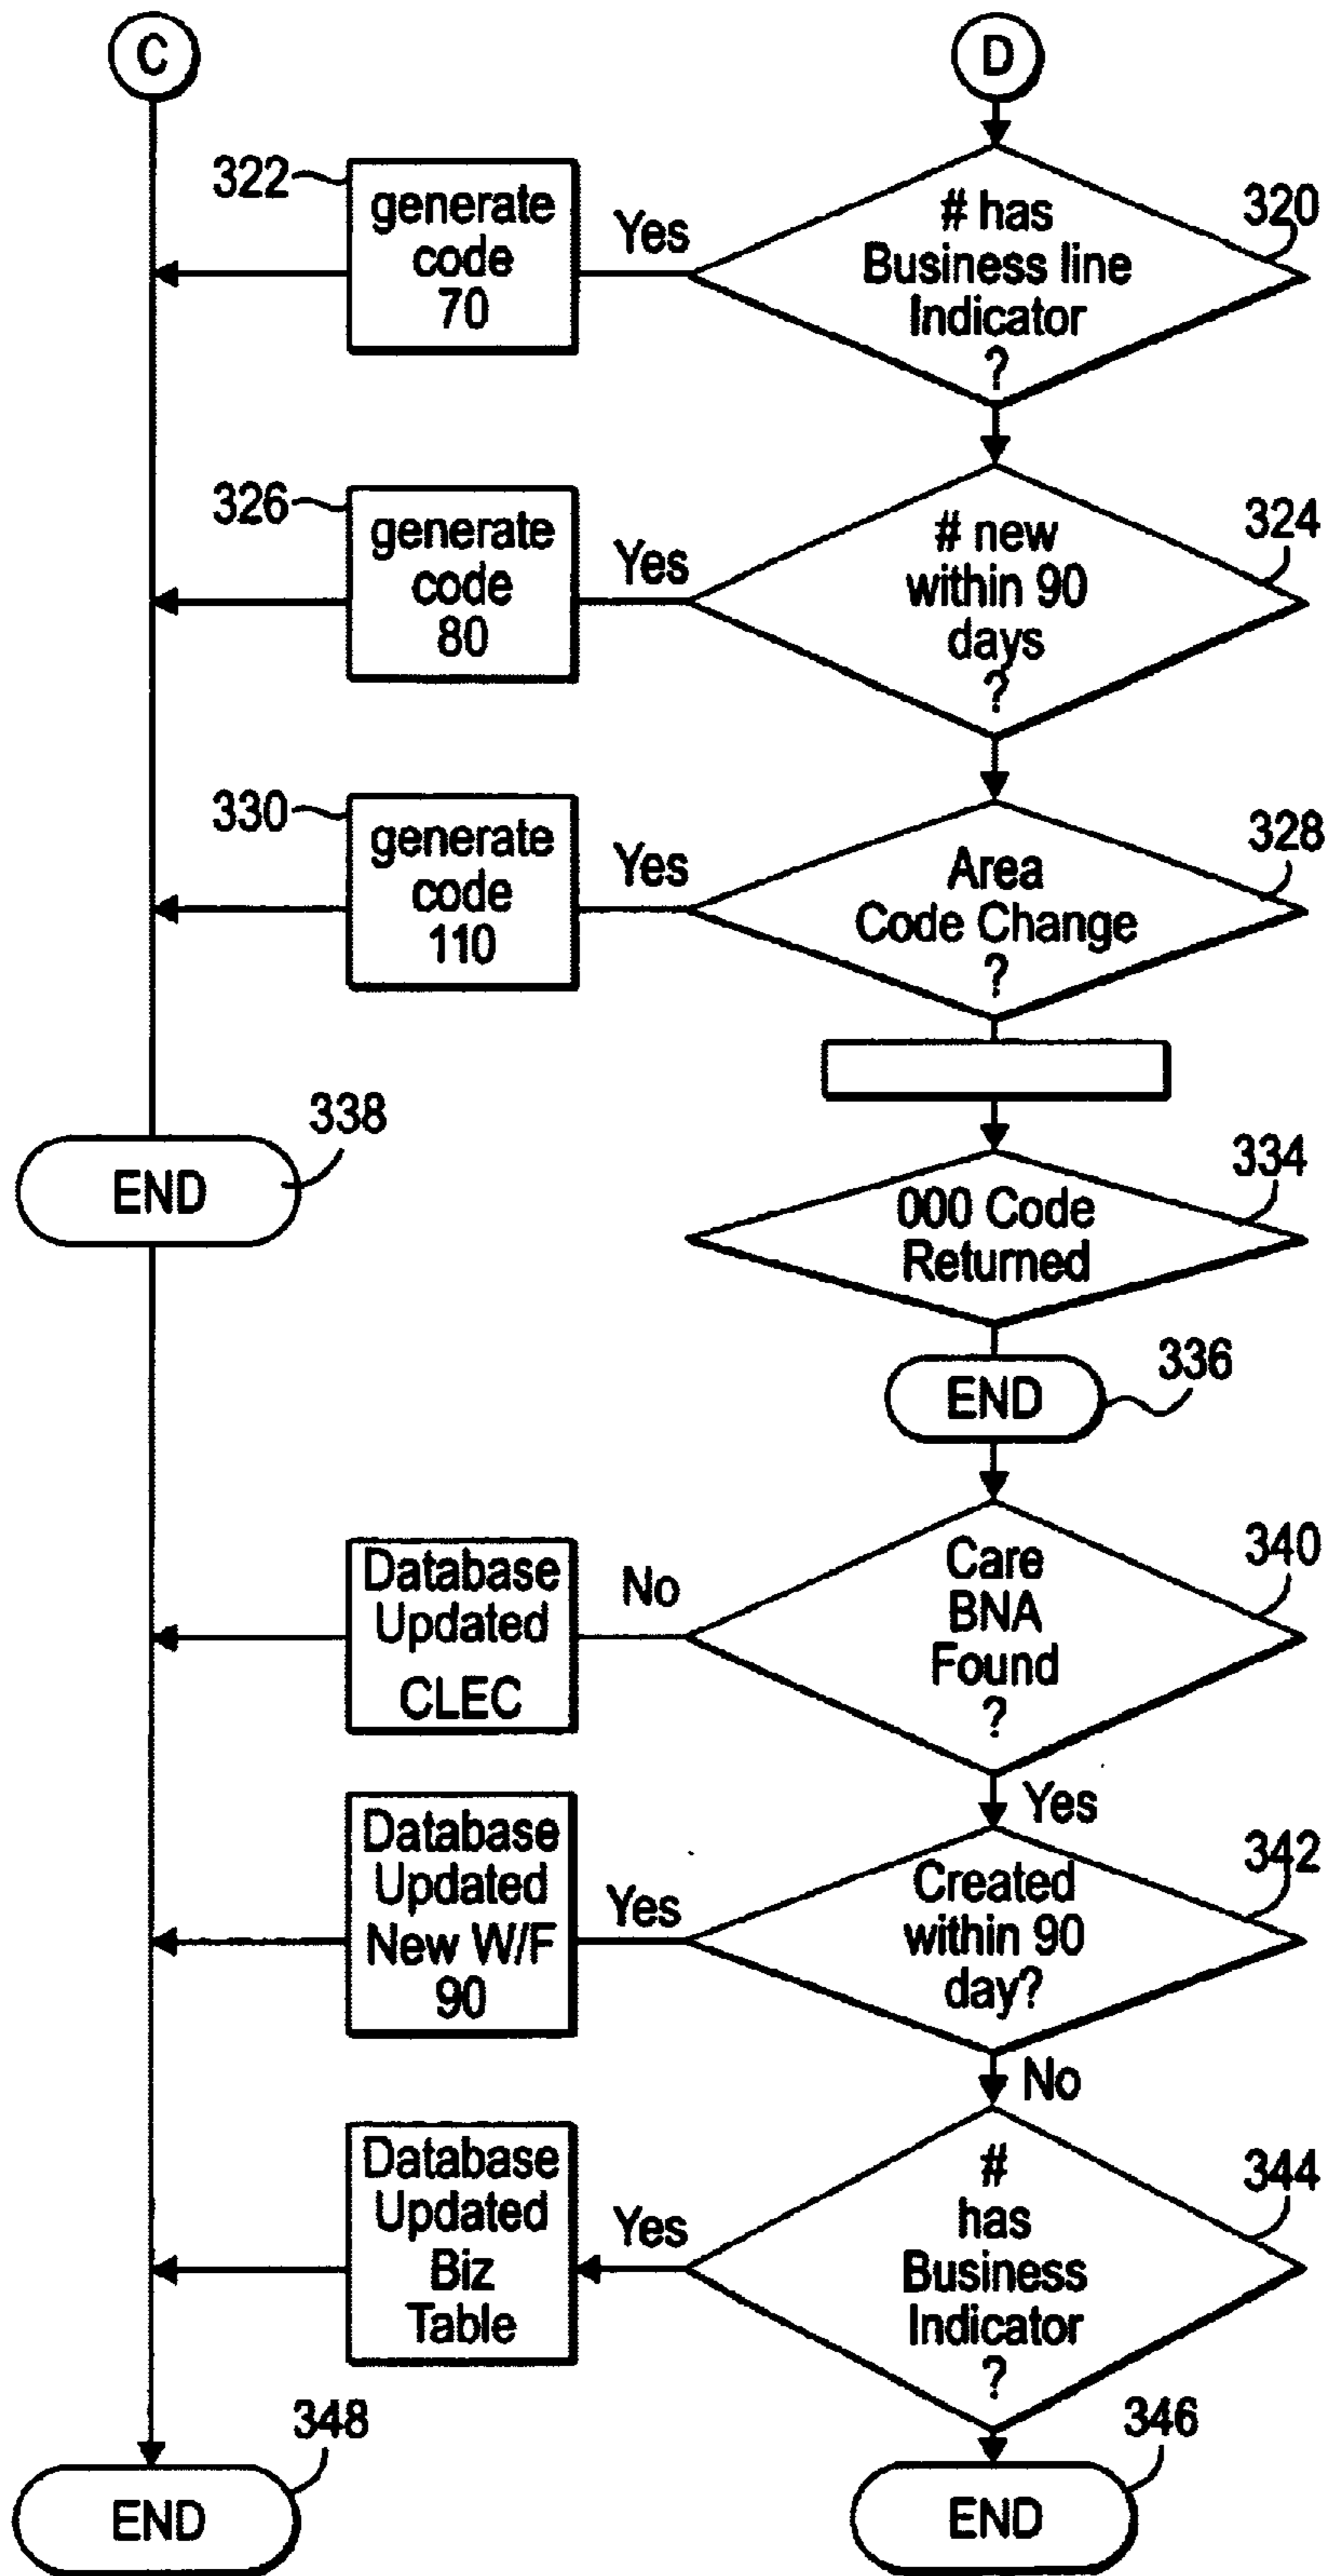 C
D
322
generate
code
70
Yes
# has
Business line
Indicator
?
320
326
generate
code
80
Yes
# new
within 90
days
?
324
330
generate
code
110
Yes
Area
Code Change
?
328
END
338
000 Code
Returned
334
END
336
Database
Updated
CLEC
No
Care
BNA
Found
?
340
Yes
Database
Updated
New W/F
90
Yes
Created
within 90
day?
342
No
Database
Updated
Biz
Table
Yes
#
has
Business
Indicator
?
344
END
348
END
346